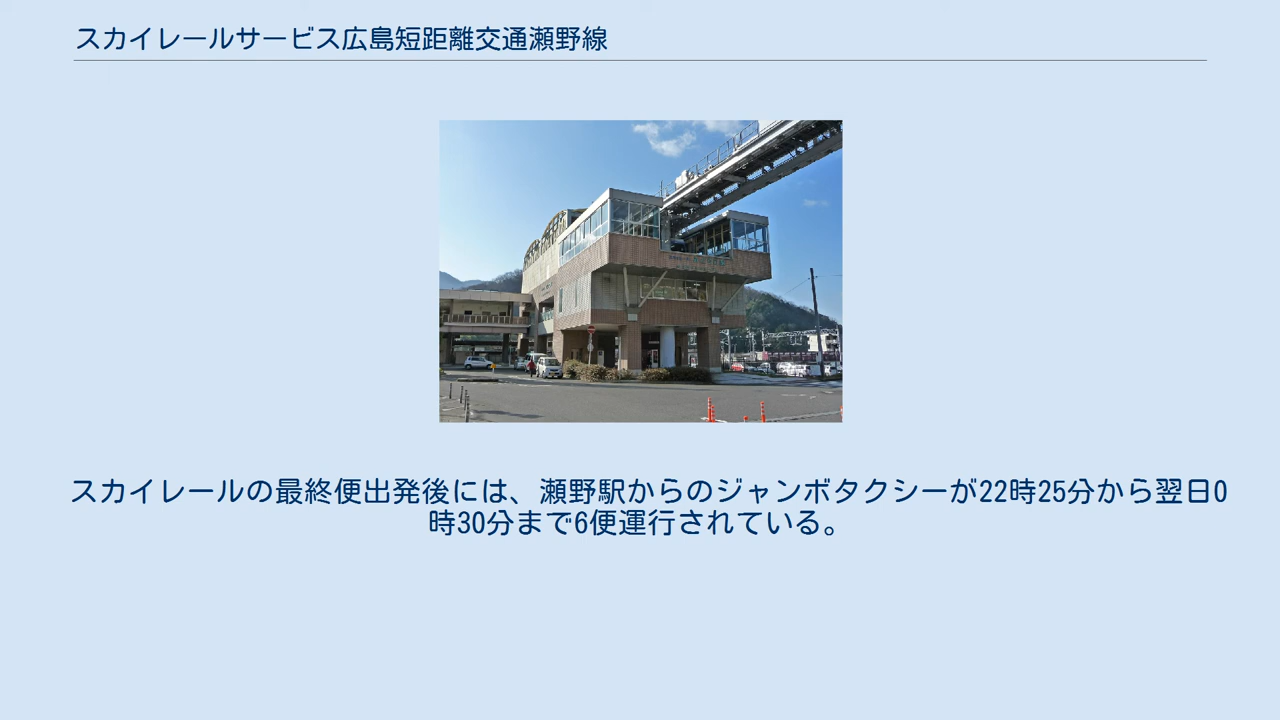 スカイレールサービス広島短距離交通瀬野線
スカイレールの最終便出発後には、瀬野駅からのジャンボタクシーが22時25分から翌日0
時30分まで6便運行されている。